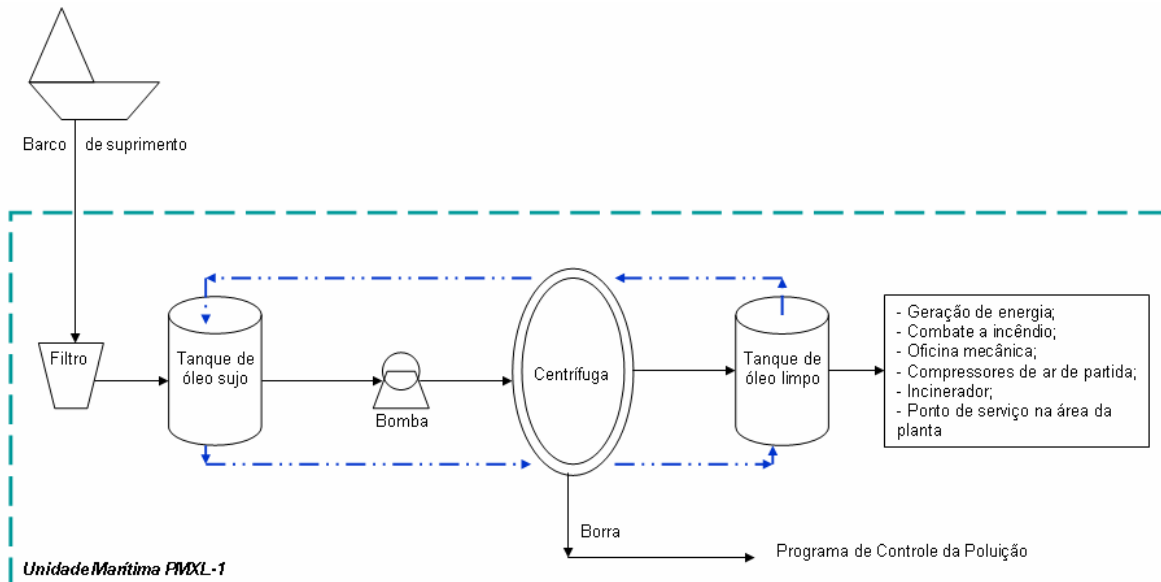 Barco de suprimento
Filtro
Tanque de
óleo sujo
Bomba
Centrífuga
Tanque de
óleo limpo
- Geração de energia;
- Combate a incêndio;
- Oficina mecânica;
- Compressores de ar de partida;
- Incinerador;
- Ponto de serviço na área da
planta
Borra
Programa de Controle da Poluição
Unidade Marítima PMXL-1